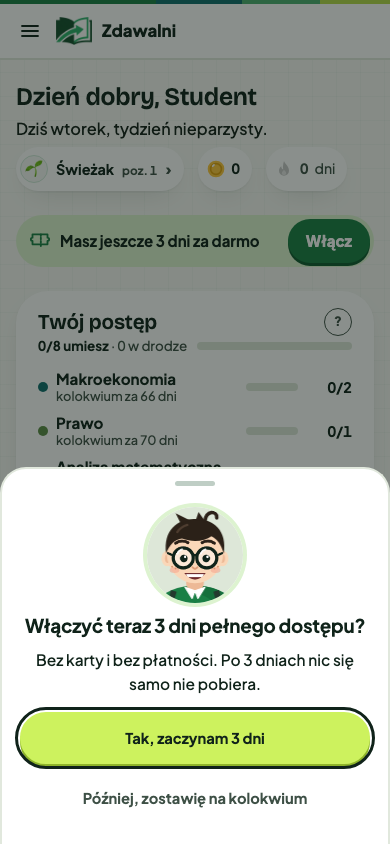 Zdawalni
Dzień dobry, Student
Dziś wtorek, tydzień nieparzysty.
Świeżak poz. 1 › 0 0 dni
Masz jeszcze 3 dni za darmo Włącz
Twój postęp ?
0/8 umiesz · 0 w drodze
Makroekonomia 0/2
kolokwium za 66 dni
Prawo 0/1
kolokwium za 70 dni
Analiza matematyczna
Włączyć teraz 3 dni pełnego dostępu?
Bez karty i bez płatności. Po 3 dniach nic się
samo nie pobiera.
Tak, zaczynam 3 dni
Później, zostawię na kolokwium